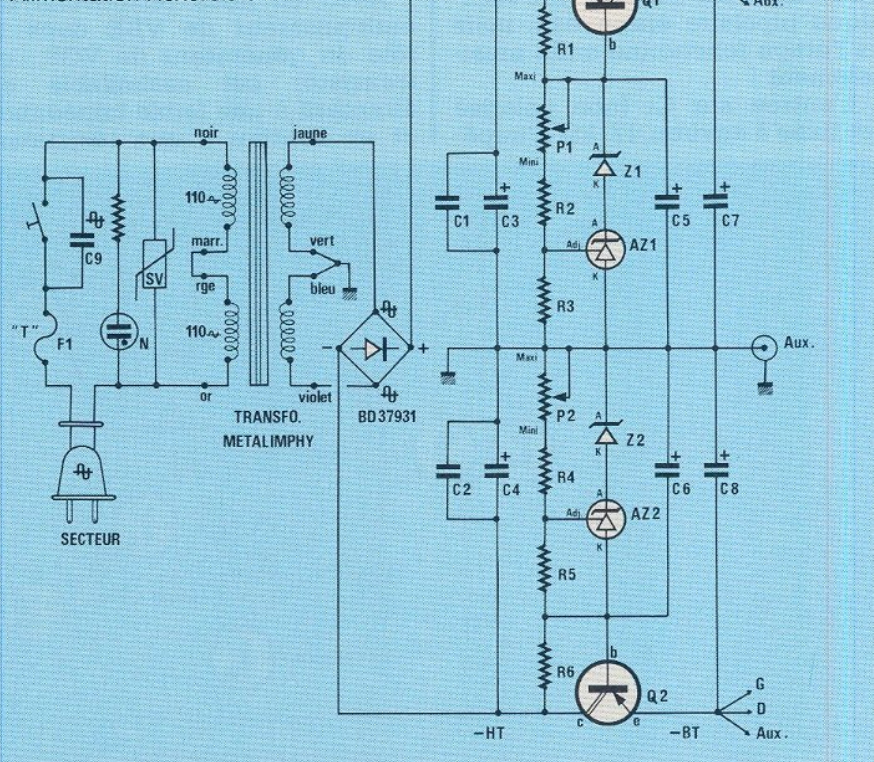 Q1
Aux.
b
R1
Maxi
P1
Mini
A
Z1
K
R2
C1
+
C3
+
C5
+
C7
A
Adj
AZ1
K
R3
noir
jaune
110
marr.
vert
rge
bleu
110
C9
SV
"T"
F1
N
or
violet
TRANSFO.
METALIMPHY
BD37931
-
+
SECTEUR
Maxi
Aux.
P2
Mini
A
Z2
K
R4
C2
+
C4
+
C6
+
C8
A
Adj
AZ2
K
R5
b
R6
Q2
c
e
-HT
-BT
G
D
Aux.